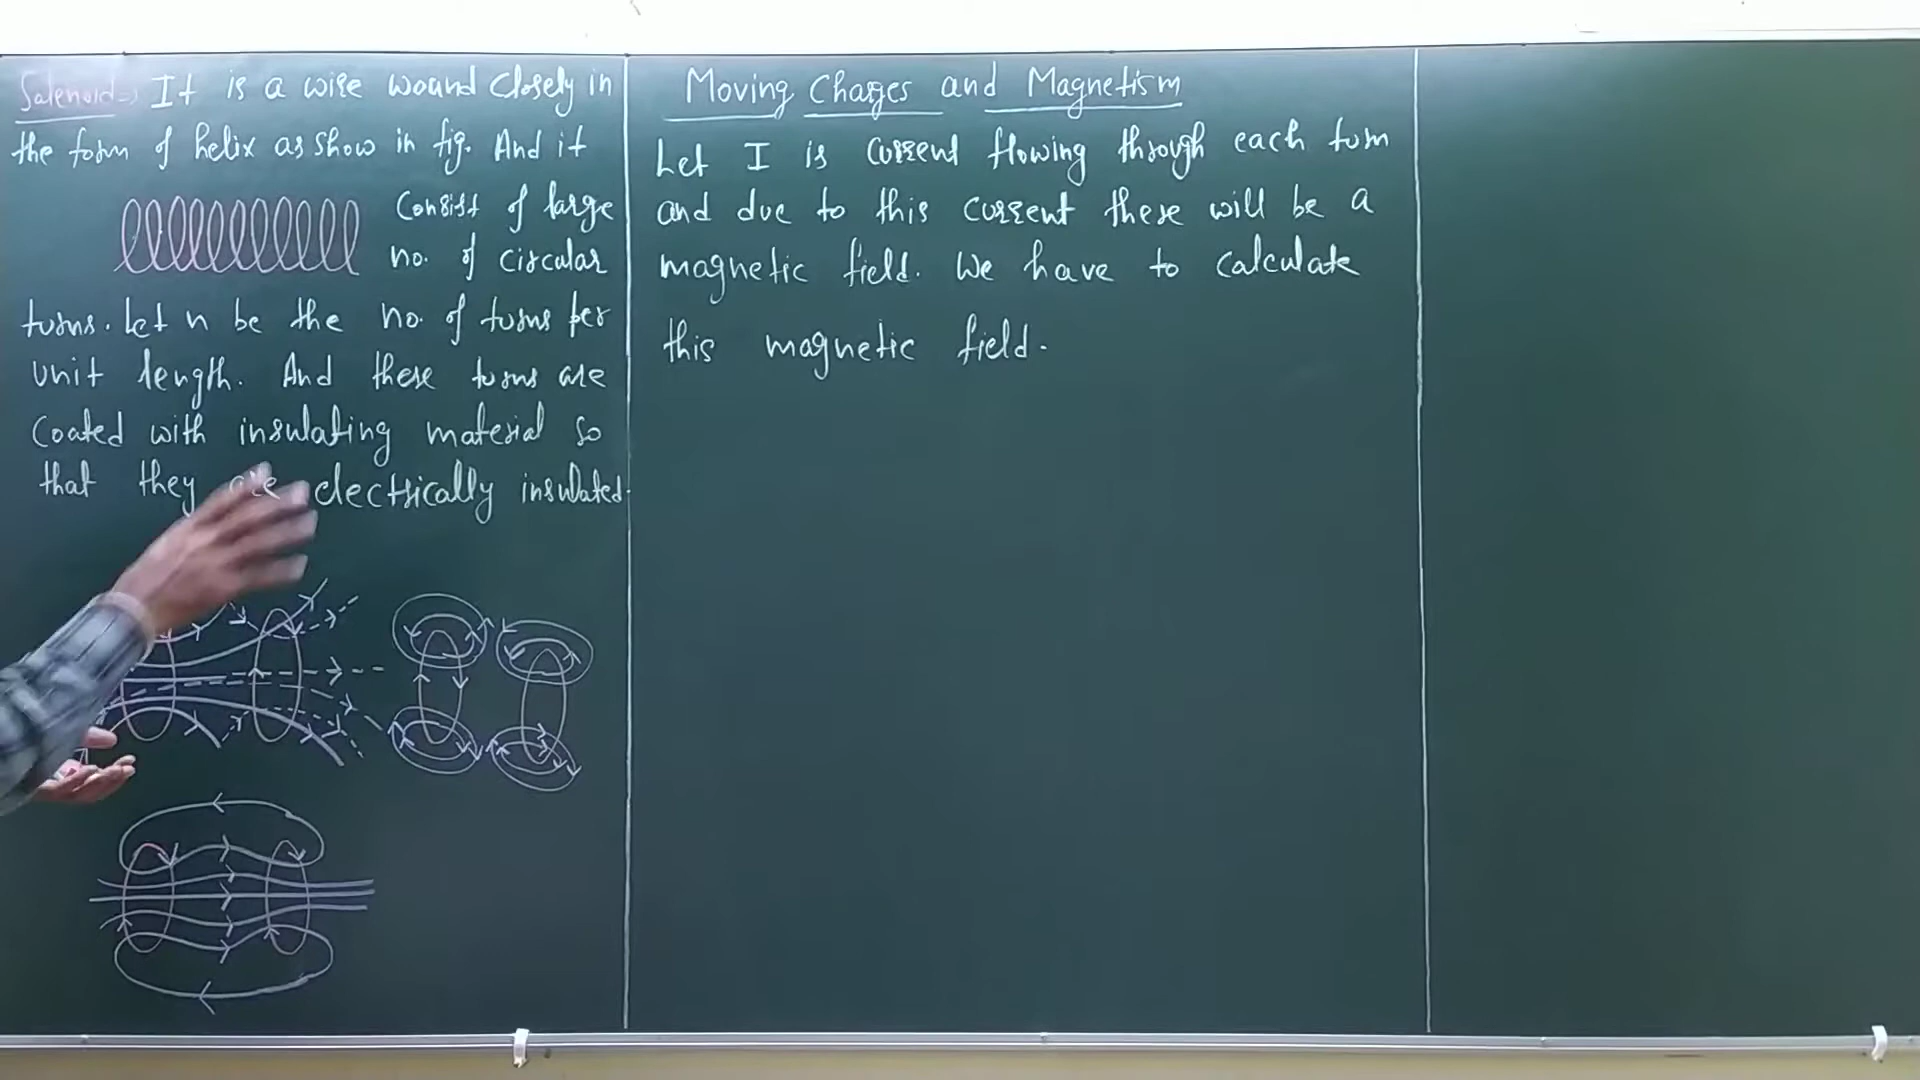 Solenoid → It is a wire wound closely in
the form of helix as show in fig. And it
consist of large
no. of circular
turns. Let n be the no. of turns per
unit length. And these turns are
coated with insulating material so
that they are electrically insulated.
Moving Charges and Magnetism
Let I is current flowing through each turn
and due to this current there will be a
magnetic field. We have to calculate
this magnetic field.